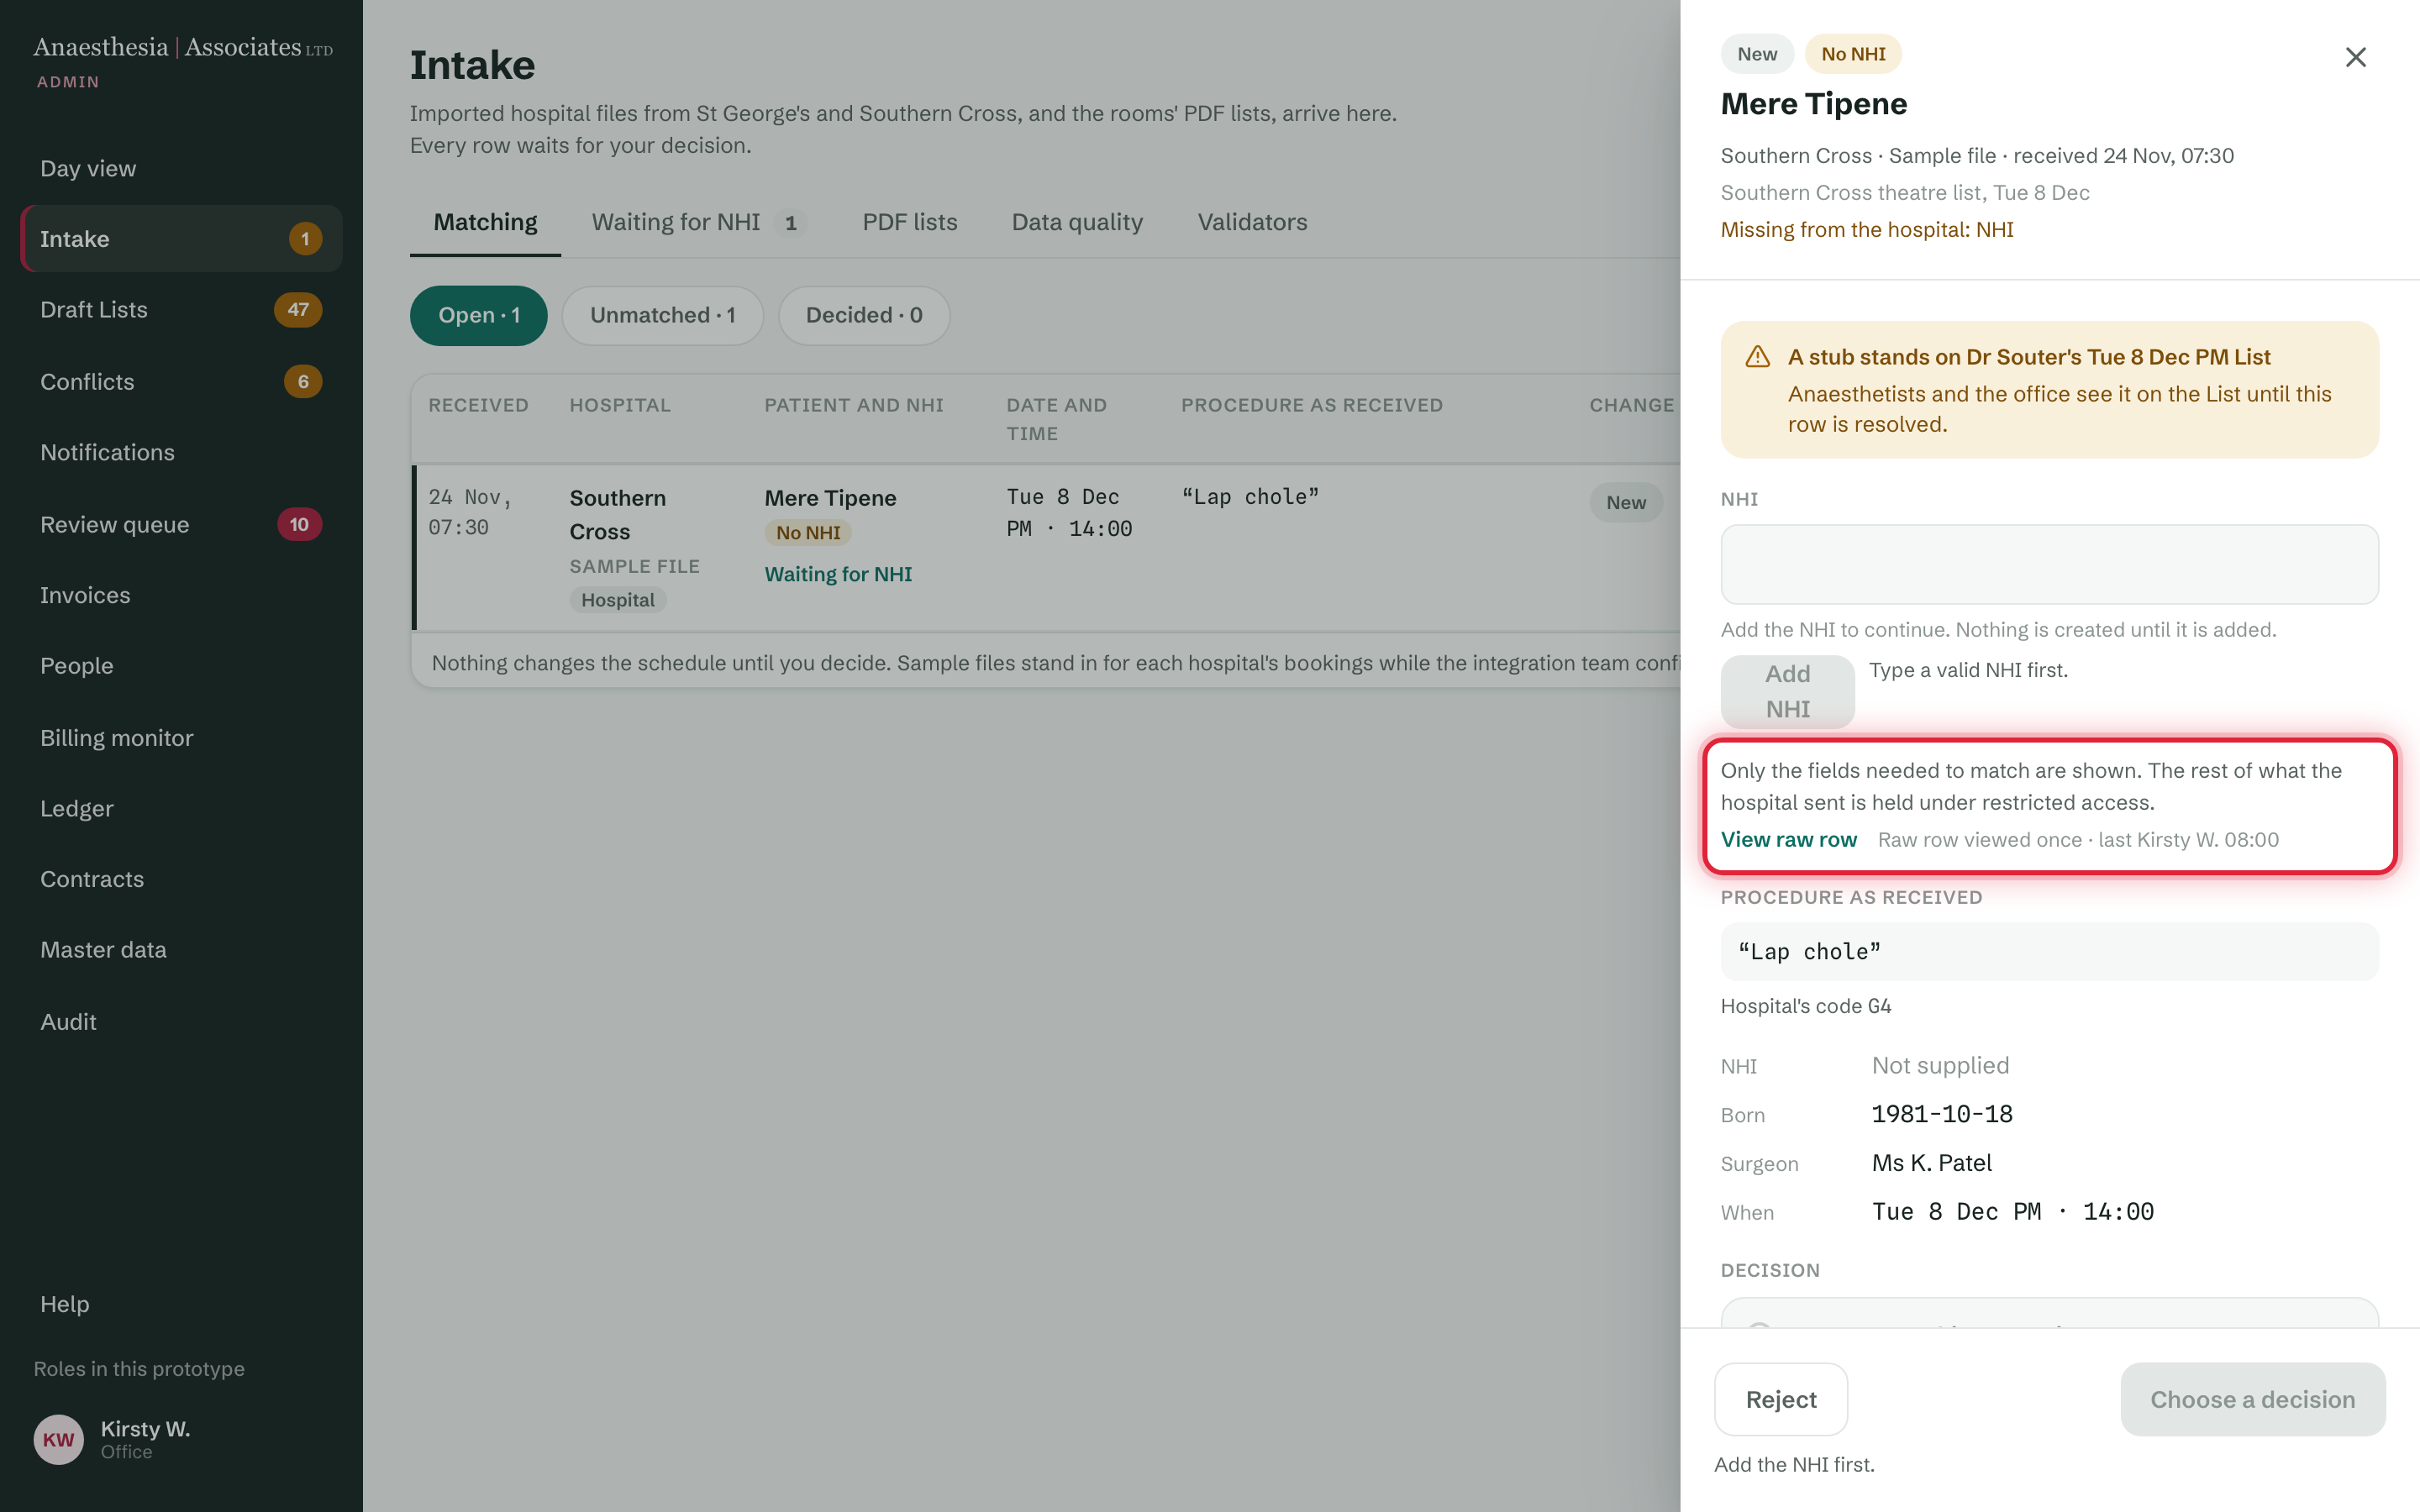 Anaesthesia | Associates LTD
ADMIN
Day view
Intake 1
Draft Lists 47
Conflicts 6
Notifications
Review queue 10
Invoices
People
Billing monitor
Ledger
Contracts
Master data
Audit
Help
Roles in this prototype
KW
Kirsty W.
Office
Intake
Imported hospital files from St George's and Southern Cross, and the rooms' PDF lists, arrive here.
Every row waits for your decision.
Matching Waiting for NHI 1 PDF lists Data quality Validators
Open · 1 Unmatched · 1 Decided · 0
RECEIVED HOSPITAL PATIENT AND NHI DATE AND TIME PROCEDURE AS RECEIVED CHANGE
24 Nov,
07:30
Southern
Cross
SAMPLE FILE
Hospital
Mere Tipene
No NHI
Waiting for NHI
Tue 8 Dec
PM · 14:00
“Lap chole”
New
Nothing changes the schedule until you decide. Sample files stand in for each hospital's bookings while the integration team
New No NHI
Mere Tipene
Southern Cross · Sample file · received 24 Nov, 07:30
Southern Cross theatre list, Tue 8 Dec
Missing from the hospital: NHI
A stub stands on Dr Souter's Tue 8 Dec PM List
Anaesthetists and the office see it on the List until this
row is resolved.
NHI
Add the NHI to continue. Nothing is created until it is added.
Add
NHI
Type a valid NHI first.
Only the fields needed to match are shown. The rest of what the
hospital sent is held under restricted access.
View raw row Raw row viewed once · last Kirsty W. 08:00
PROCEDURE AS RECEIVED
“Lap chole”
Hospital's code G4
NHI Not supplied
Born 1981-10-18
Surgeon Ms K. Patel
When Tue 8 Dec PM · 14:00
DECISION
Reject
Choose a decision
Add the NHI first.